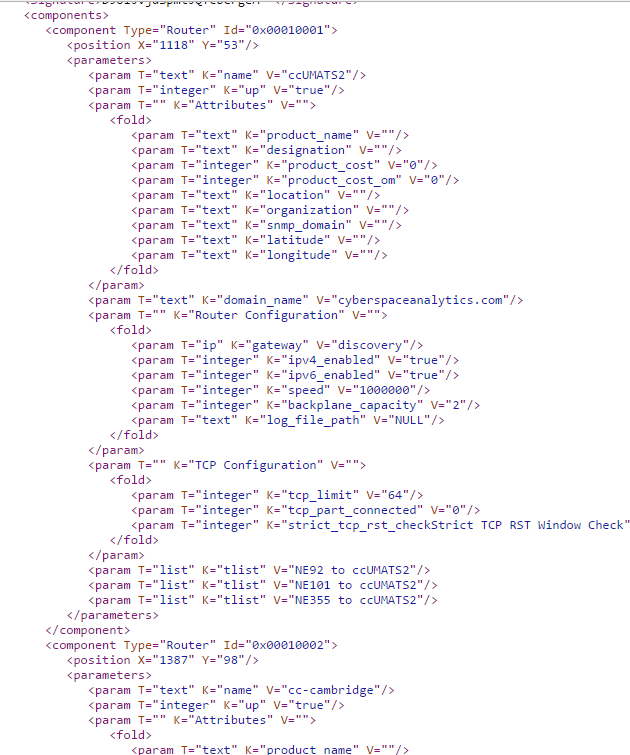 <components>
<component Type="Router" Id="0x00010001">
<position X="1118" Y="53"/>
<parameters>
<param T="text" K="name" V="ccUMATS2"/>
<param T="integer" K="up" V="true"/>
<param T="" K="Attributes" V="">
<fold>
<param T="text" K="product_name" V=""/>
<param T="text" K="designation" V=""/>
<param T="integer" K="product_cost" V="0"/>
<param T="integer" K="product_cost_om" V="0"/>
<param T="text" K="location" V=""/>
<param T="text" K="organization" V=""/>
<param T="text" K="snmp_domain" V=""/>
<param T="text" K="latitude" V=""/>
<param T="text" K="longitude" V=""/>
</fold>
</param>
<param T="text" K="domain_name" V="cyberspaceanalytics.com"/>
<param T="" K="Router Configuration" V="">
<fold>
<param T="ip" K="gateway" V="discovery"/>
<param T="integer" K="ipv4_enabled" V="true"/>
<param T="integer" K="ipv6_enabled" V="true"/>
<param T="integer" K="speed" V="1000000"/>
<param T="integer" K="backplane_capacity" V="2"/>
<param T="text" K="log_file_path" V="NULL"/>
</fold>
</param>
<param T="" K="TCP Configuration" V="">
<fold>
<param T="integer" K="tcp_limit" V="64"/>
<param T="integer" K="tcp_part_connected" V="0"/>
<param T="integer" K="strict_tcp_rst_checkStrict TCP RST Window Check"
</fold>
</param>
<param T="list" K="tlist" V="NE92 to ccUMATS2"/>
<param T="list" K="tlist" V="NE101 to ccUMATS2"/>
<param T="list" K="tlist" V="NE355 to ccUMATS2"/>
</parameters>
</component>
<component Type="Router" Id="0x00010002">
<position X="1387" Y="98"/>
<parameters>
<param T="text" K="name" V="cc-cambridge"/>
<param T="integer" K="up" V="true"/>
<param T="" K="Attributes" V="">
<fold>
<param T="text" K="product name" V=""/>